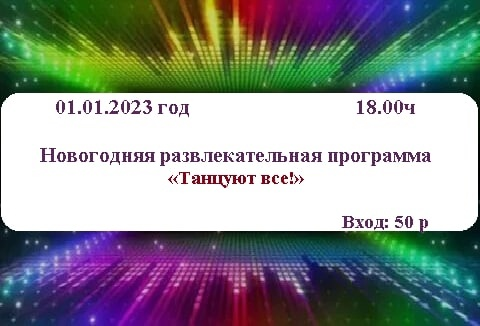 01.01.2023 год 18.00ч
Новогодняя развлекательная программа
«Танцуют все!»
Вход: 50 р